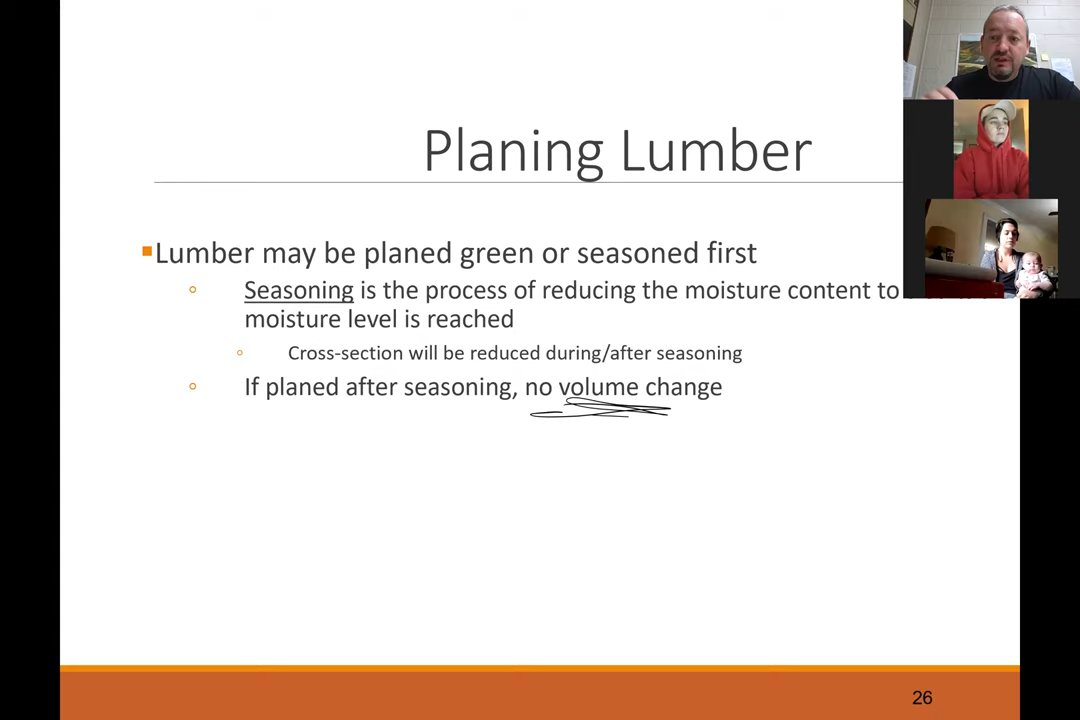 Planing Lumber
Lumber may be planed green or seasoned first
Seasoning is the process of reducing the moisture content to
moisture level is reached
Cross-section will be reduced during/after seasoning
If planed after seasoning, no volume change
26